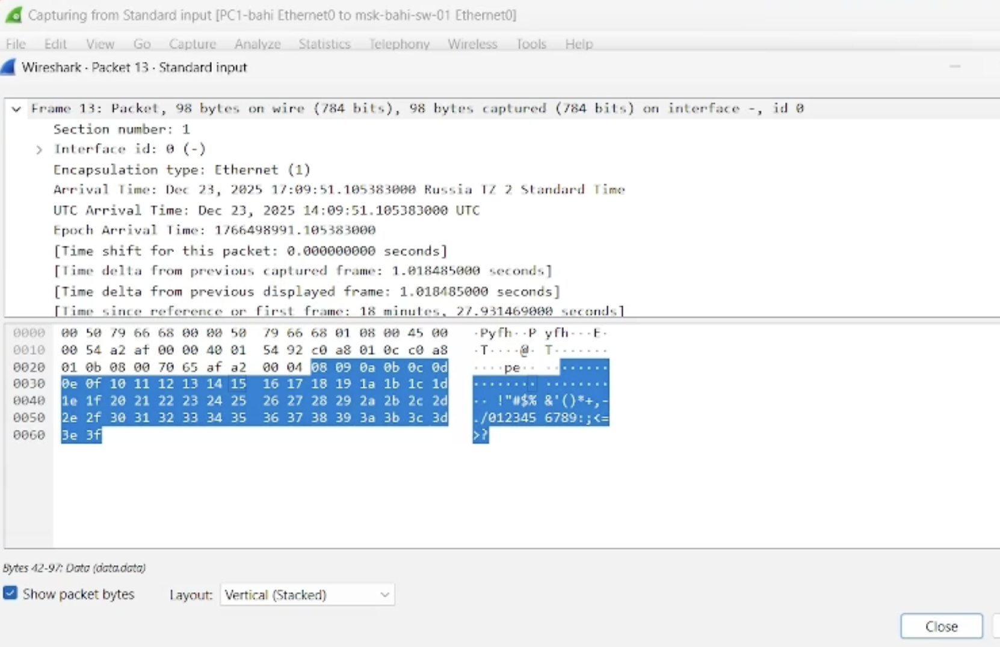 Capturing from Standard input [PC1-bahi Ethernet0 to msk-bahi-sw-01 Ethernet0]
File Edit View Go Capture Analyze Statistics Telephony Wireless Tools Help
Wireshark · Packet 13 · Standard input
Frame 13: Packet, 98 bytes on wire (784 bits), 98 bytes captured (784 bits) on interface -, id 0
Section number: 1
Interface id: 0 (-)
Encapsulation type: Ethernet (1)
Arrival Time: Dec 23, 2025 17:09:51.105383000 Russia TZ 2 Standard Time
UTC Arrival Time: Dec 23, 2025 14:09:51.105383000 UTC
Epoch Arrival Time: 1766498991.105383000
[Time shift for this packet: 0.000000000 seconds]
[Time delta from previous captured frame: 1.018485000 seconds]
[Time delta from previous displayed frame: 1.018485000 seconds]
[Time since reference or first frame: 18 minutes, 27.931469000 seconds]
0000 00 50 79 66 68 00 00 50 79 66 68 01 08 00 45 00 ·Pyfh··P yfh···E·
0010 00 54 a2 af 00 00 40 01 54 92 c0 a8 01 0c c0 a8 ·T····@· T·······
0020 01 0b 08 00 70 65 af a2 00 04 08 09 0a 0b 0c 0d ····pe·· ········
0030 0e 0f 10 11 12 13 14 15 16 17 18 19 1a 1b 1c 1d ········ ········
0040 1e 1f 20 21 22 23 24 25 26 27 28 29 2a 2b 2c 2d ·· !"#$% &'()*+,-
0050 2e 2f 30 31 32 33 34 35 36 37 38 39 3a 3b 3c 3d ./012345 6789:;<=
0060 3e 3f >?
Bytes 42-97: Data (data.data)
Show packet bytes Layout: Vertical (Stacked)
Close